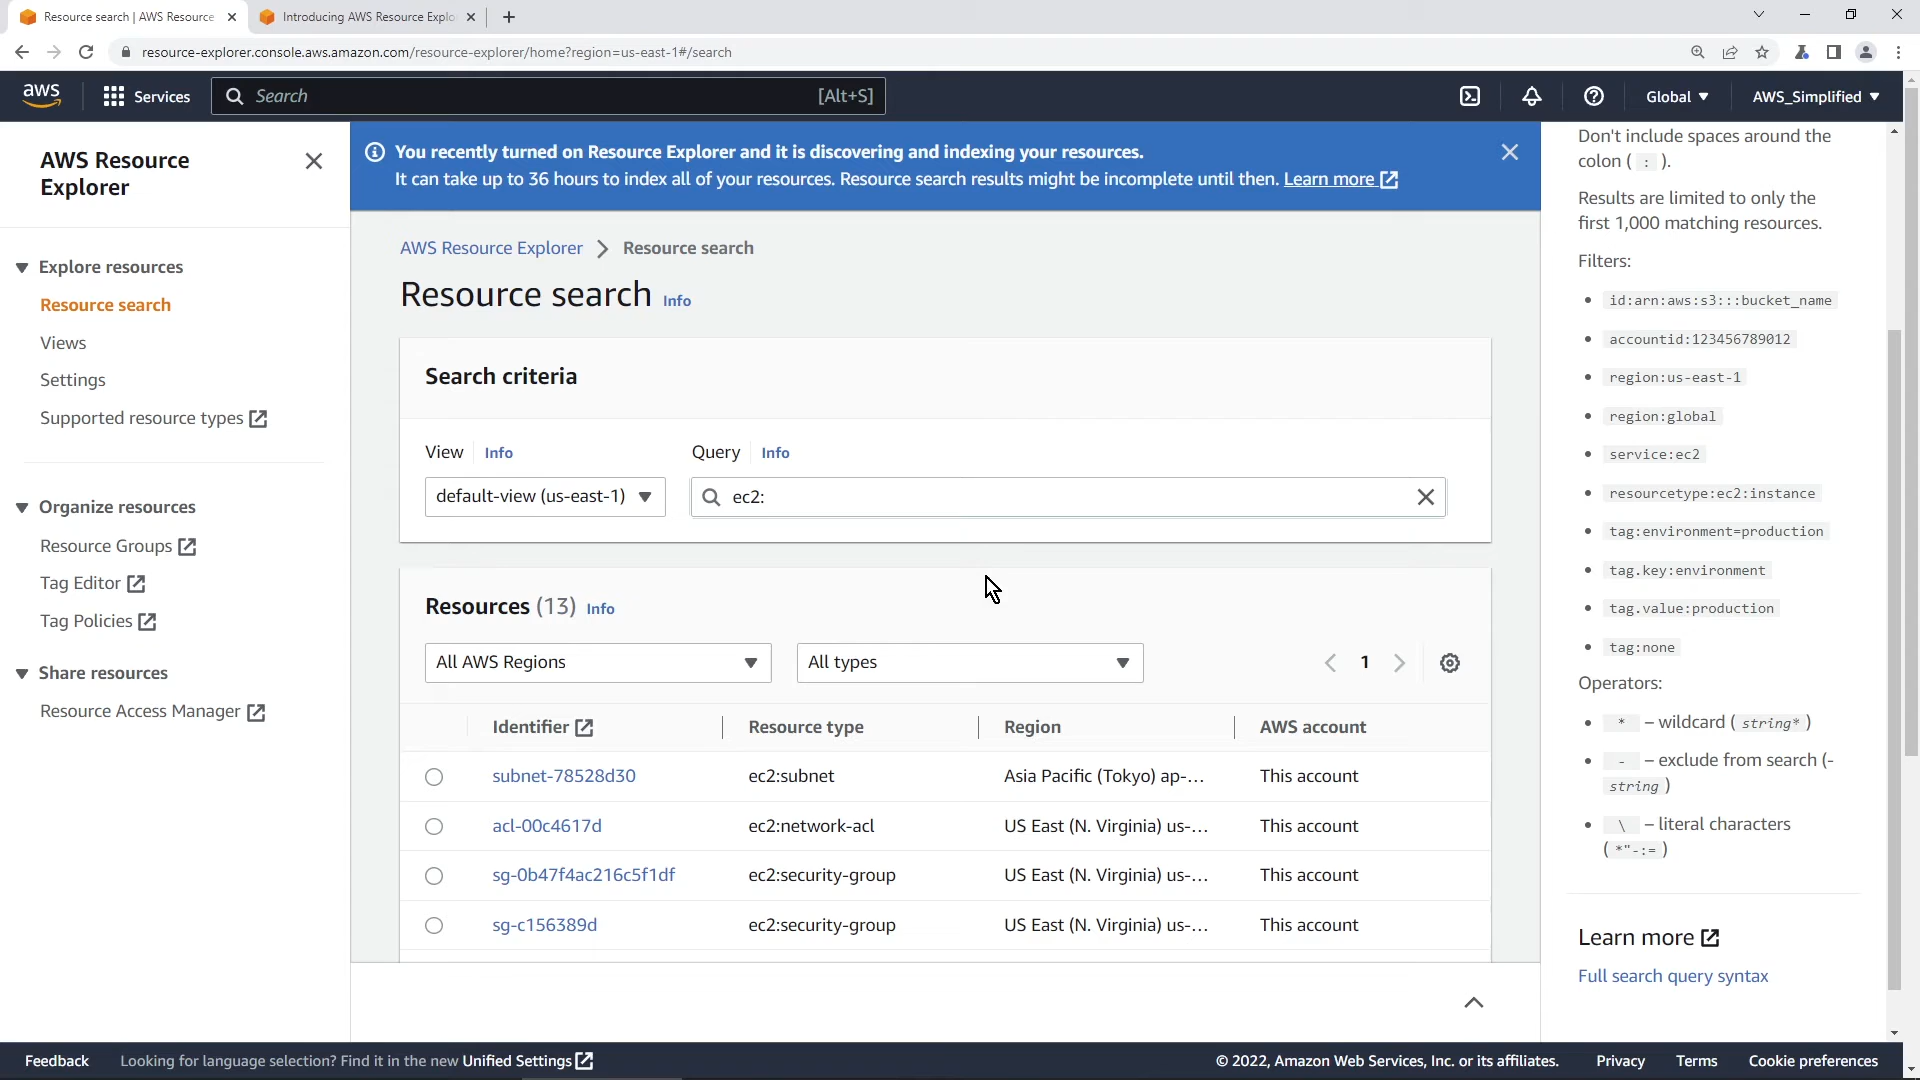 Resource search | AWS Resource
Introducing AWS Resource Explo
resource-explorer.console.aws.amazon.com/resource-explorer/home?region=us-east-1#/search
aws
Services
Search
[Alt+S]
Global
AWS_Simplified
AWS Resource
Explorer
Explore resources
Resource search
Views
Settings
Supported resource types
Organize resources
Resource Groups
Tag Editor
Tag Policies
Share resources
Resource Access Manager
You recently turned on Resource Explorer and it is discovering and indexing your resources.
It can take up to 36 hours to index all of your resources. Resource search results might be incomplete until then. Learn more
AWS Resource Explorer > Resource search
Resource search Info
Search criteria
View Info
Query Info
default-view (us-east-1)
ec2:
Resources (13) Info
All AWS Regions
All types
1
Identifier Resource type Region AWS account
subnet-78528d30 ec2:subnet Asia Pacific (Tokyo) ap-... This account
acl-00c4617d ec2:network-acl US East (N. Virginia) us-... This account
sg-0b47f4ac216c5f1df ec2:security-group US East (N. Virginia) us-... This account
sg-c156389d ec2:security-group US East (N. Virginia) us-... This account
Don't include spaces around the
colon ( : ).
Results are limited to only the
first 1,000 matching resources.
Filters:
• id:arn:aws:s3:::bucket_name
• accountid:123456789012
• region:us-east-1
• region:global
• service:ec2
• resourcetype:ec2:instance
• tag:environment=production
• tag.key:environment
• tag.value:production
• tag:none
Operators:
• * – wildcard ( string* )
• - – exclude from search (-
string )
• \ – literal characters
( *"-:= )
Learn more
Full search query syntax
Feedback
Looking for language selection? Find it in the new Unified Settings
© 2022, Amazon Web Services, Inc. or its affiliates.
Privacy
Terms
Cookie preferences